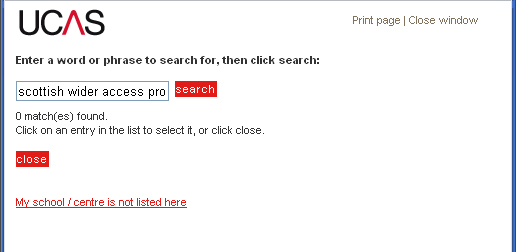 UCAS
Print page | Close window
Enter a word or phrase to search for, then click search:
scottish wider access pro
search
0 match(es) found.
Click on an entry in the list to select it, or click close.
close
My school / centre is not listed here